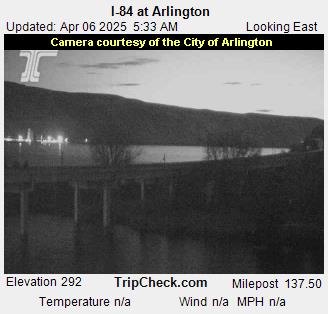 I-84 at Arlington
Updated: Apr 06 2025  5:33 AM    Looking East
Camera courtesy of the City of Arlington
Elevation 292    TripCheck.com    Milepost 137.50
Temperature n/a    Wind n/a  MPH n/a